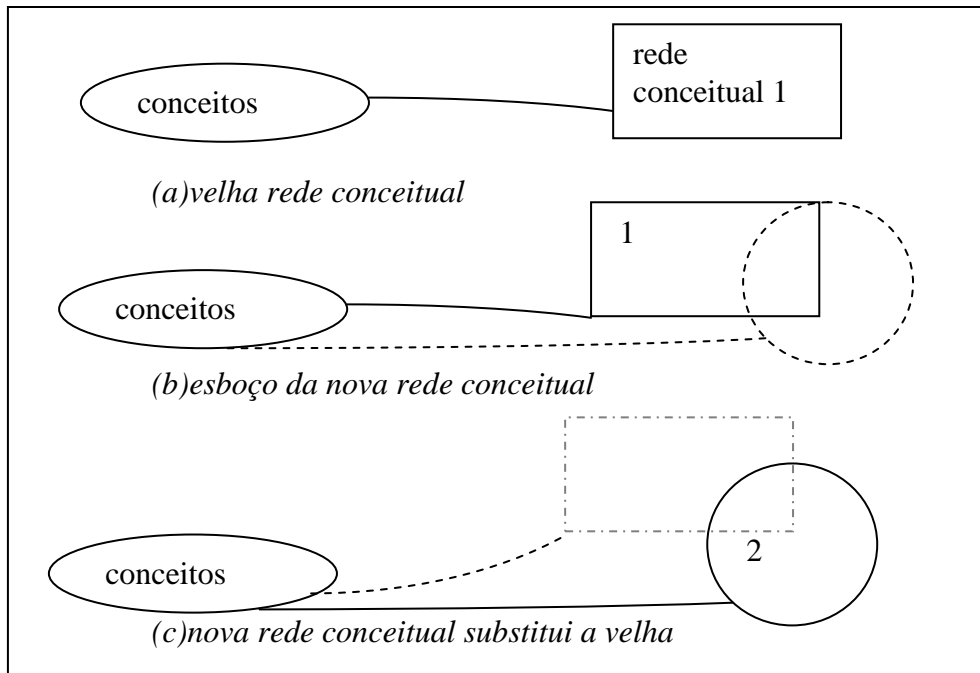 conceitos
rede
conceitual 1
(a)velha rede conceitual
1
conceitos
(b)esboço da nova rede conceitual
conceitos
2
(c)nova rede conceitual substitui a velha